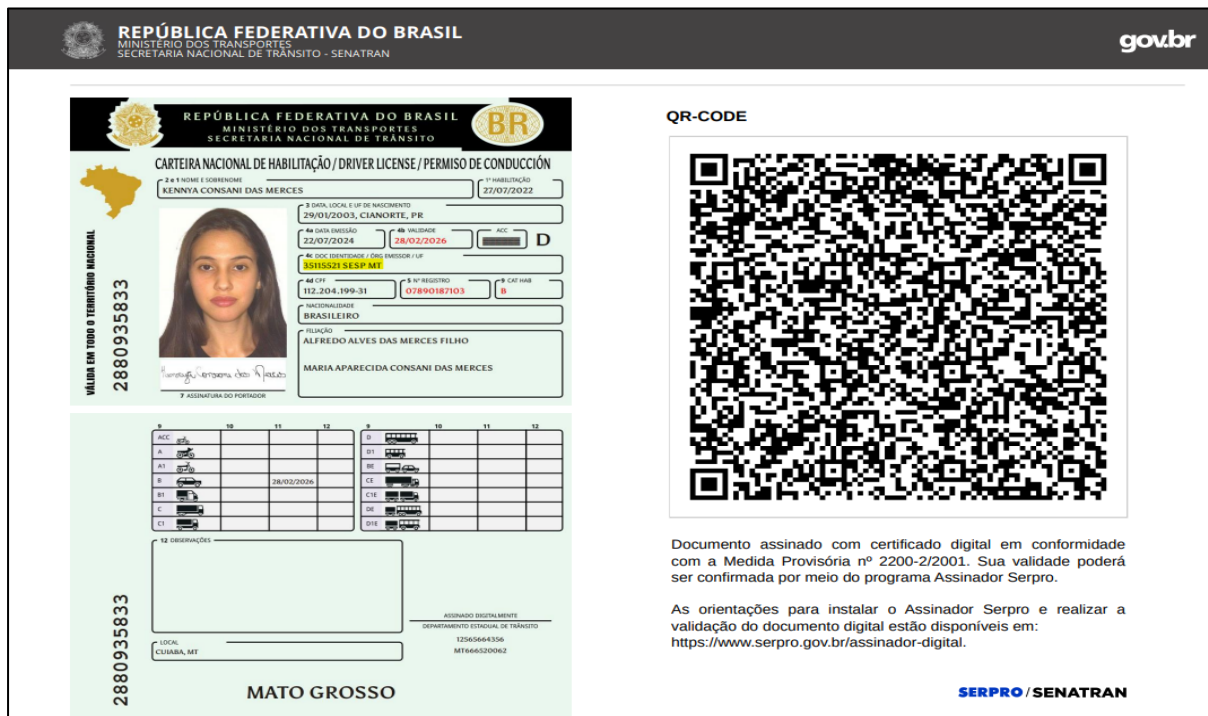 REPÚBLICA FEDERATIVA DO BRASIL
MINISTÉRIO DOS TRANSPORTES
SECRETARIA NACIONAL DE TRÂNSITO - SENATRAN
gov.br
REPÚBLICA FEDERATIVA DO BRASIL
MINISTÉRIO DOS TRANSPORTES
SECRETARIA NACIONAL DE TRÂNSITO
BR
CARTEIRA NACIONAL DE HABILITAÇÃO / DRIVER LICENSE / PERMISO DE CONDUCCIÓN
2 e 1 NOME E SOBRENOME
KENNYA CONSANI DAS MERCES
1ª HABILITAÇÃO
27/07/2022
3 DATA, LOCAL E UF DE NASCIMENTO
29/01/2003, CIANORTE, PR
4a DATA EMISSÃO
22/07/2024
4b VALIDADE
28/02/2026
ACC
D
4c DOC IDENTIDADE / ÓRG EMISSOR / UF
35115521 SESP MT
4d CPF
112.204.199-31
5 Nº REGISTRO
07890187103
9 CAT HAB
B
NACIONALIDADE
BRASILEIRO
FILIAÇÃO
ALFREDO ALVES DAS MERCES FILHO
MARIA APARECIDA CONSANI DAS MERCES
7 ASSINATURA DO PORTADOR
VÁLIDA EM TODO O TERRITÓRIO NACIONAL
28809358​33
9 10 11 12
ACC
A
A1
B 28/02/2026
B1
C
C1
9 10 11 12
D
D1
BE
CE
C1E
DE
D1E
12 OBSERVAÇÕES
ASSINADO DIGITALMENTE
DEPARTAMENTO ESTADUAL DE TRÂNSITO
12565664356
MT666520062
LOCAL
CUIABA, MT
2880935833
MATO GROSSO
QR-CODE
Documento assinado com certificado digital em conformidade
com a Medida Provisória nº 2200-2/2001. Sua validade poderá
ser confirmada por meio do programa Assinador Serpro.
As orientações para instalar o Assinador Serpro e realizar a
validação do documento digital estão disponíveis em:
https://www.serpro.gov.br/assinador-digital.
SERPRO / SENATRAN